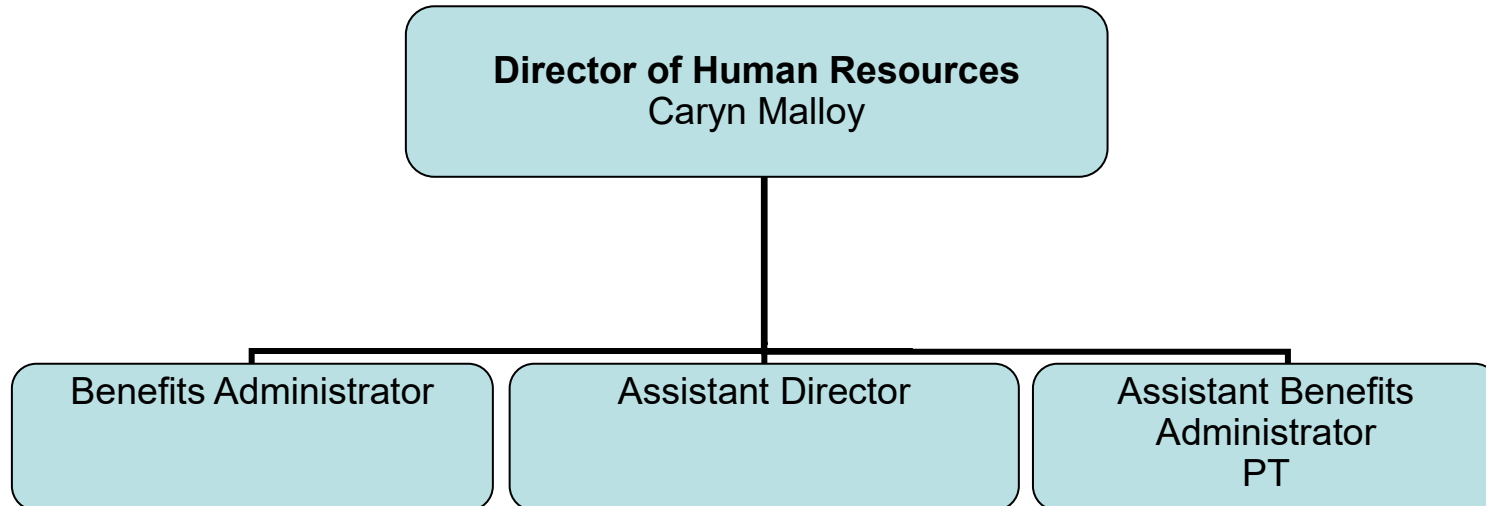 Director of Human Resources
Caryn Malloy
Benefits Administrator
Assistant Director
Assistant Benefits
Administrator
PT